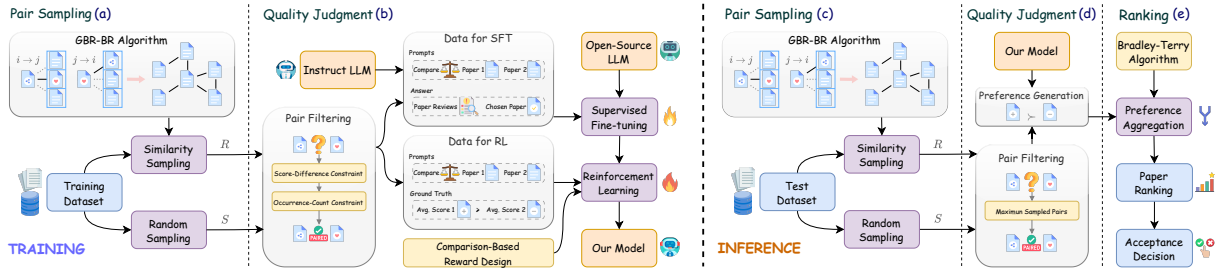 Pair Sampling (a)
GBR-BR Algorithm
i → j
j → i
Similarity
Sampling
R
Training
Dataset
Random
Sampling
S
TRAINING
Quality Judgment (b)
Instruct LLM
Pair Filtering
Score-Difference Constraint
Occurrence-Count Constraint
PAIRED
Data for SFT
Prompts
Compare Paper 1 Paper 2
Answer
Paper Reviews Chosen Paper
Data for RL
Prompts
Compare Paper 1 Paper 2
Ground Truth
Avg. Score 1 > Avg. Score 2
Comparison-Based
Reward Design
Open-Source
LLM
Supervised
Fine-tuning
Reinforcement
Learning
Our Model
Pair Sampling (c)
GBR-BR Algorithm
i → j
j → i
Similarity
Sampling
R
Test
Dataset
Random
Sampling
S
INFERENCE
Quality Judgment (d)
Our Model
Preference Generation
≻
Pair Filtering
Maximun Sampled Pairs
PAIRED
Ranking (e)
Bradley-Terry
Algorithm
Preference
Aggregation
Paper
Ranking
Acceptance
Decision